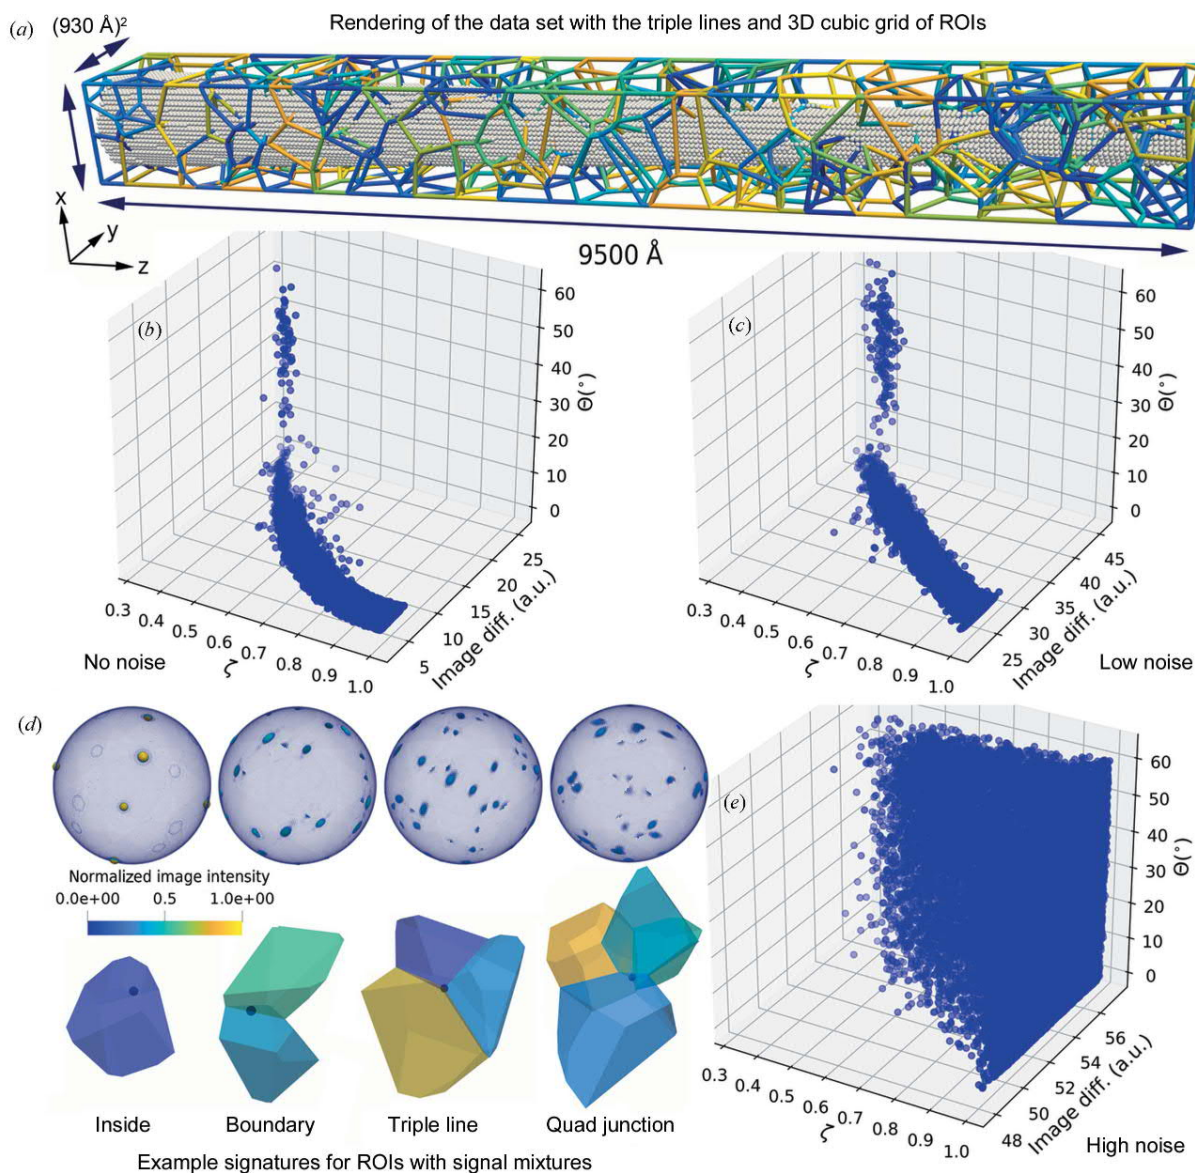 (a) (930 Å)² Rendering of the data set with the triple lines and 3D cubic grid of ROIs
x
y
z
9500 Å
(b)
60
50
40
30
20
10
0
Θ(°)
25
20
15
10
5
Image diff. (a.u.)
0.3 0.4 0.5 0.6 0.7 0.8 0.9 1.0
ζ
No noise
(c)
60
50
40
30
20
10
0
Θ(°)
45
40
35
30
25
Image diff. (a.u.)
0.3 0.4 0.5 0.6 0.7 0.8 0.9 1.0
ζ
Low noise
(d)
Normalized image intensity
0.0e+00 0.5 1.0e+00
Inside Boundary Triple line Quad junction
Example signatures for ROIs with signal mixtures
(e)
60
50
40
30
20
10
0
Θ(°)
56
54
52
50
48
Image diff. (a.u.)
0.3 0.4 0.5 0.6 0.7 0.8 0.9 1.0
ζ
High noise